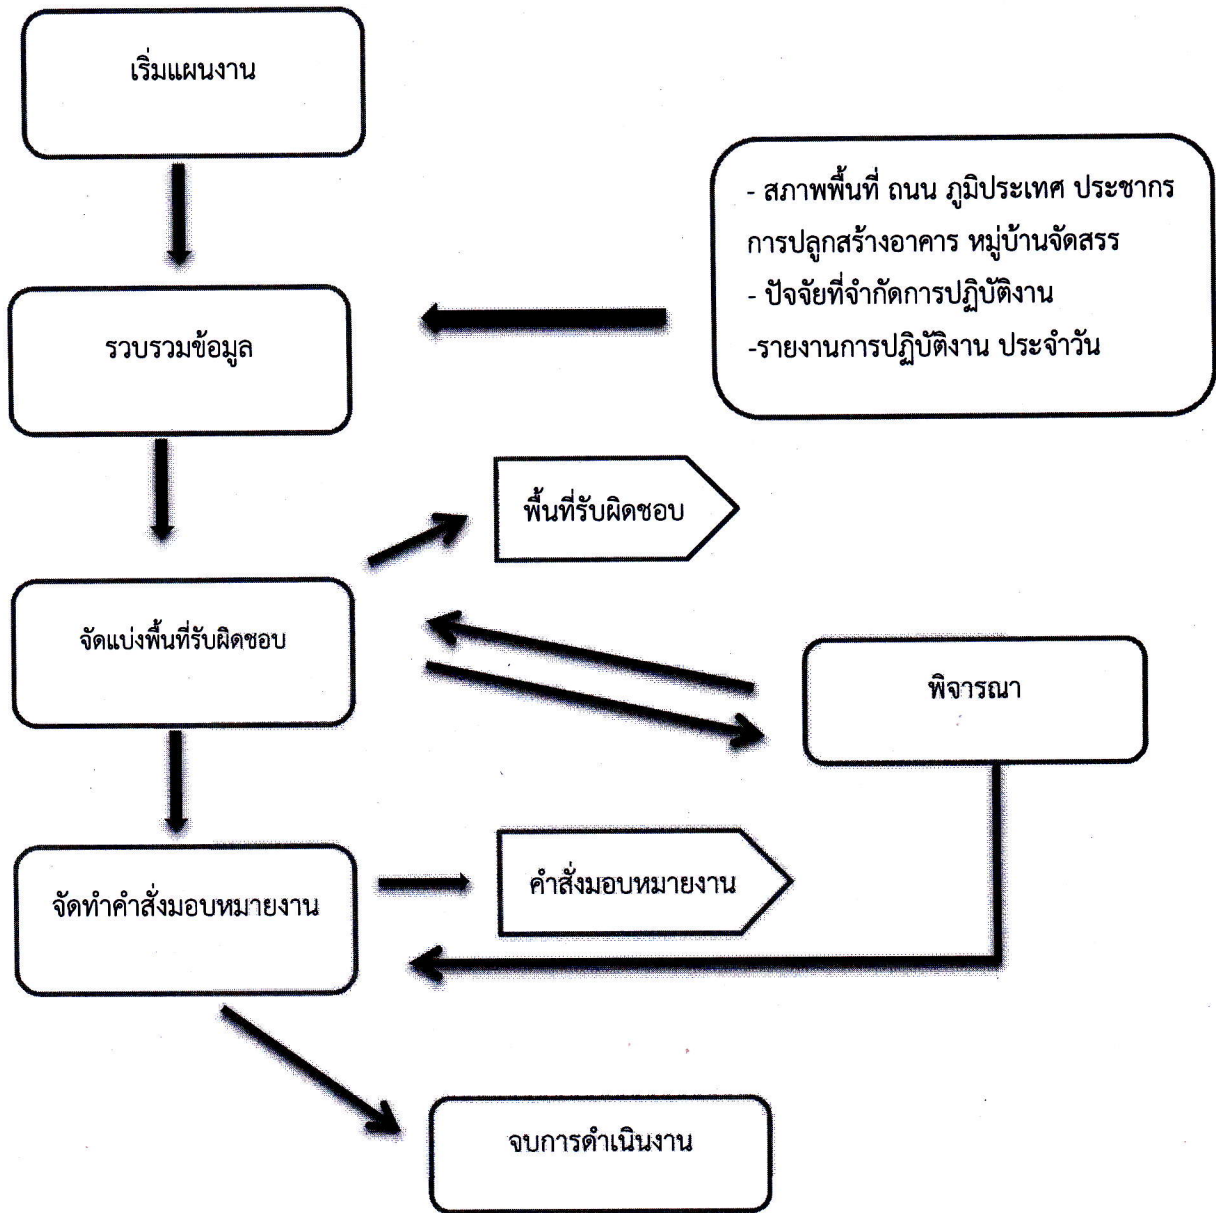 เริ่มแผนงาน
- สภาพพื้นที่ ถนน ภูมิประเทศ ประชากร
การปลูกสร้างอาคาร หมู่บ้านจัดสรร
- ปัจจัยที่จำกัดการปฏิบัติงาน
-รายงานการปฏิบัติงาน ประจำวัน
รวบรวมข้อมูล
พื้นที่รับผิดชอบ
จัดแบ่งพื้นที่รับผิดชอบ
พิจารณา
คำสั่งมอบหมายงาน
จัดทำคำสั่งมอบหมายงาน
จบการดำเนินงาน